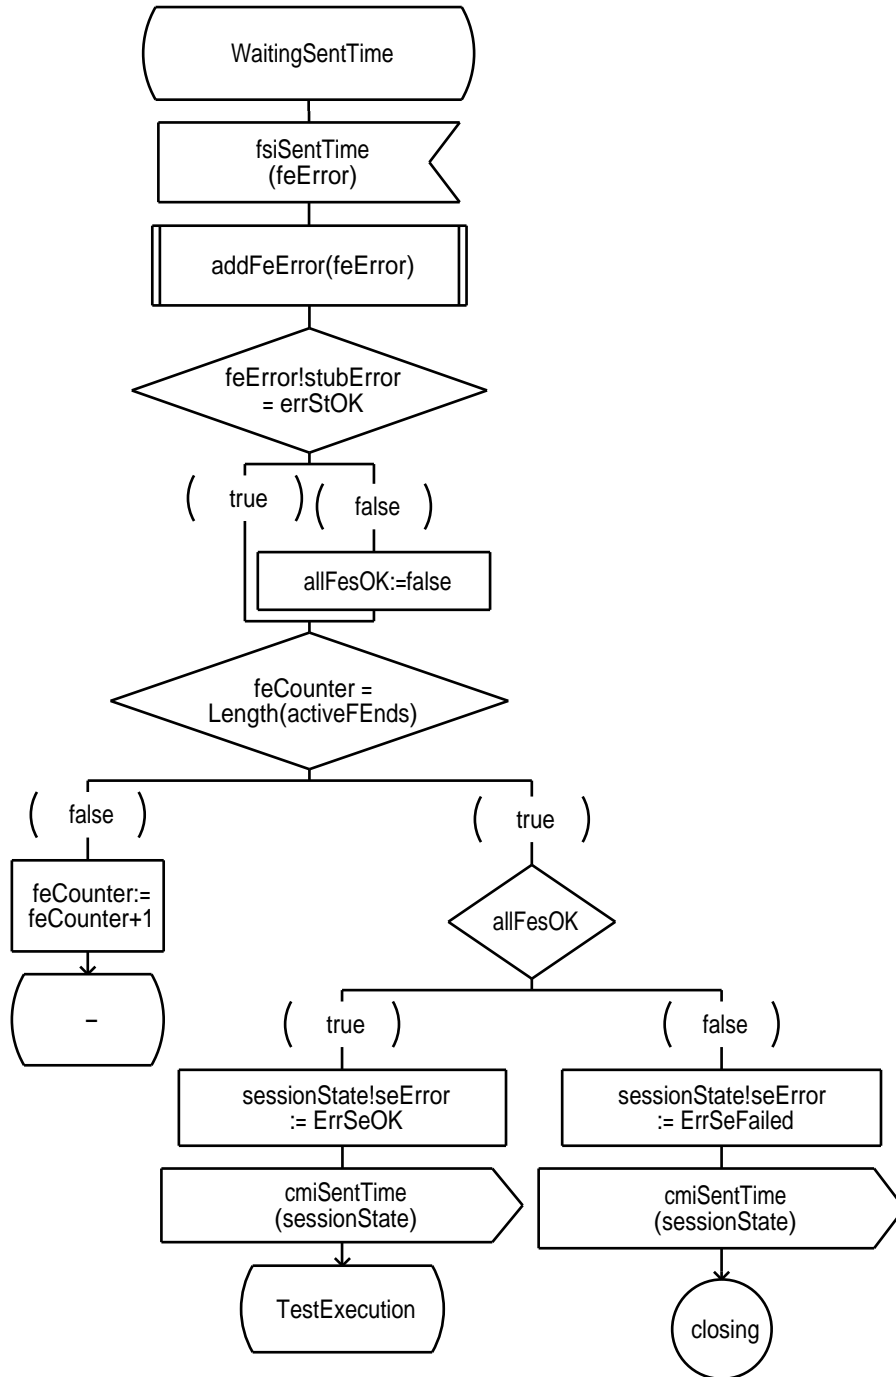 WaitingSentTime
fsiSentTime
(feError)
addFeError(feError)
feError!stubError
= errStOK
( true ) ( false )
allFesOK:=false
feCounter =
Length(activeFEnds)
( false ) ( true )
feCounter:=
feCounter+1
allFesOK
–
( true ) ( false )
sessionState!seError
:= ErrSeOK
sessionState!seError
:= ErrSeFailed
cmiSentTime
(sessionState)
cmiSentTime
(sessionState)
TestExecution
closing